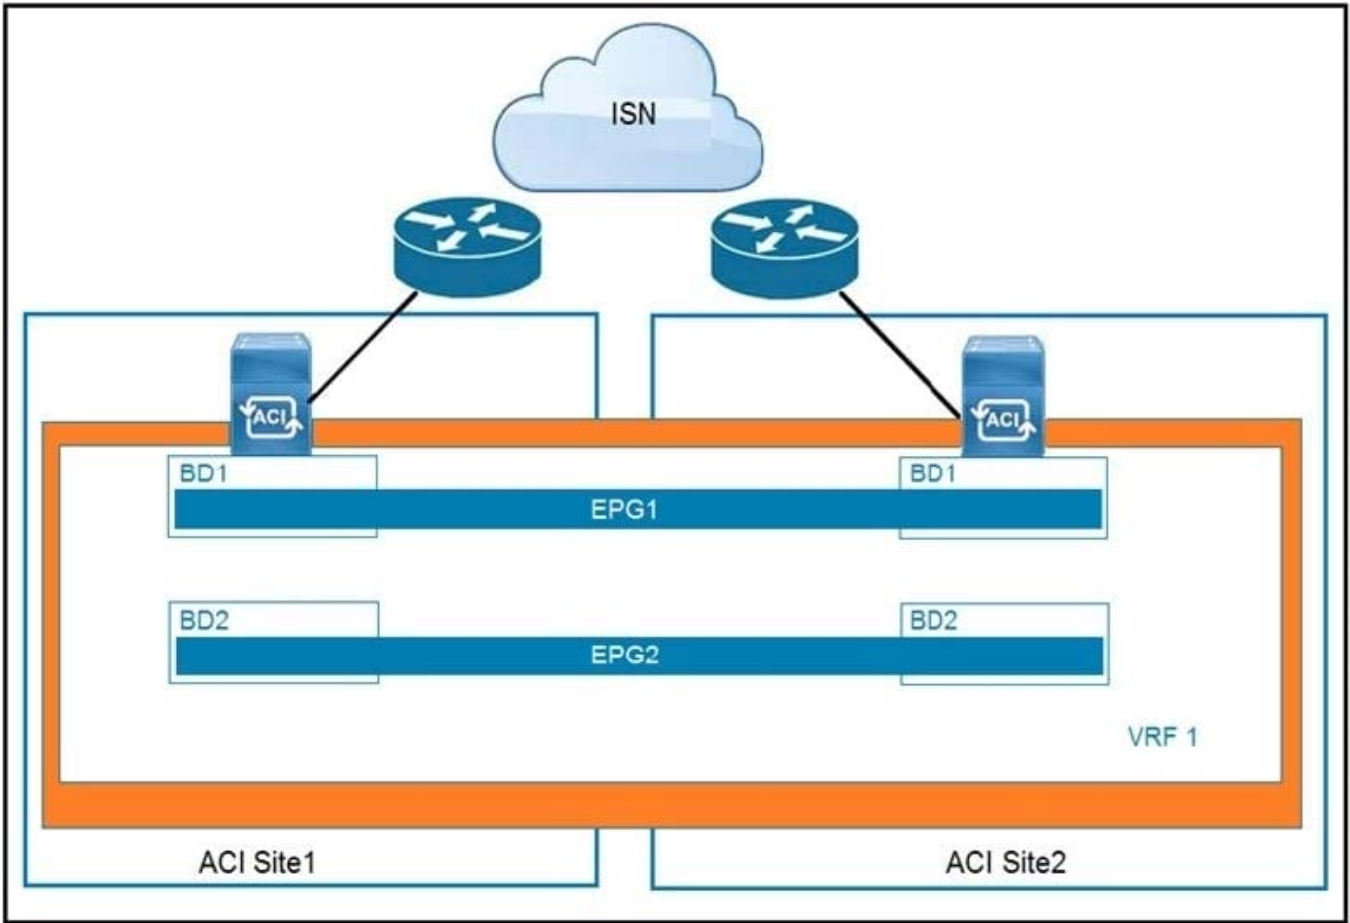 ISN
ACI
ACI
BD1
BD1
EPG1
BD2
BD2
EPG2
VRF 1
ACI Site1
ACI Site2